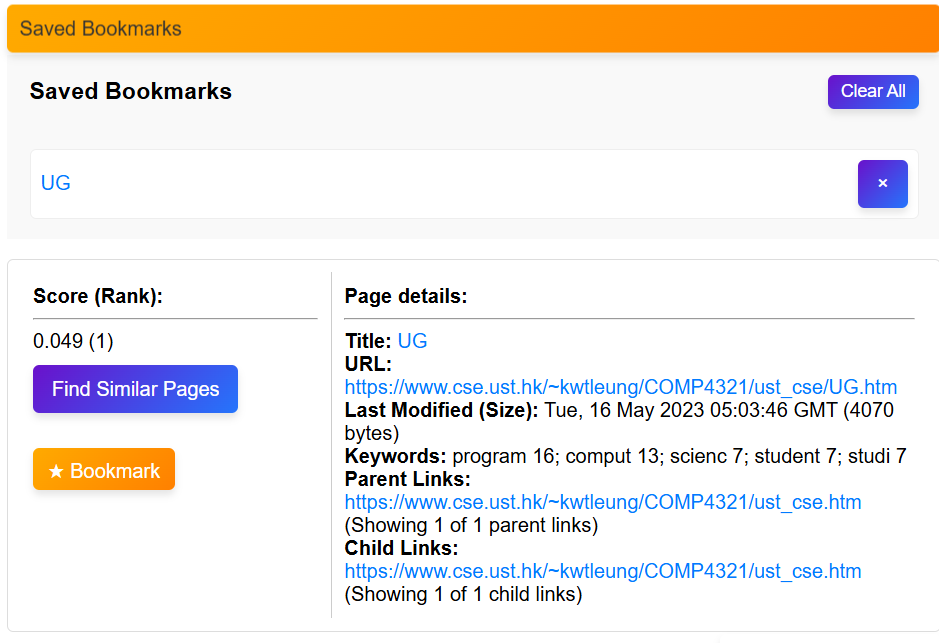 Saved Bookmarks
Saved Bookmarks
Clear All
UG
×
Score (Rank):
0.049 (1)
Find Similar Pages
★ Bookmark
Page details:
Title: UG
URL:
https://www.cse.ust.hk/~kwtleung/COMP4321/ust_cse/UG.htm
Last Modified (Size): Tue, 16 May 2023 05:03:46 GMT (4070
bytes)
Keywords: program 16; comput 13; scienc 7; student 7; studi 7
Parent Links:
https://www.cse.ust.hk/~kwtleung/COMP4321/ust_cse.htm
(Showing 1 of 1 parent links)
Child Links:
https://www.cse.ust.hk/~kwtleung/COMP4321/ust_cse.htm
(Showing 1 of 1 child links)